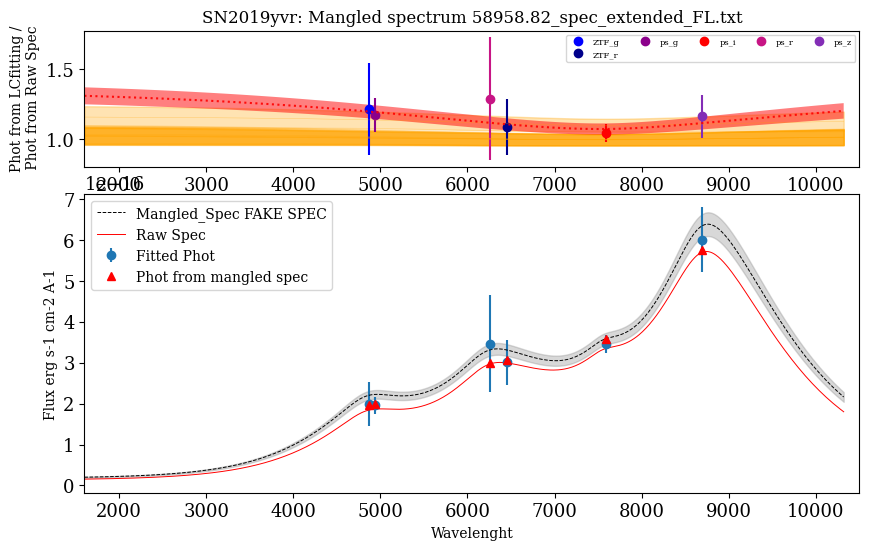 SN2019yvr: Mangled spectrum 58958.82_spec_extended_FL.txt
Phot from LCfitting /
Phot from Raw Spec
1.5
1.0
ZTF_g ps_g ps_i ps_r ps_z
ZTF_r
2000 3000 4000 5000 6000 7000 8000 9000 10000
1e−16
7
6
5
4
3
2
1
0
Flux erg s-1 cm-2 A-1
Mangled_Spec FAKE SPEC
Raw Spec
Fitted Phot
Phot from mangled spec
2000 3000 4000 5000 6000 7000 8000 9000 10000
Wavelenght